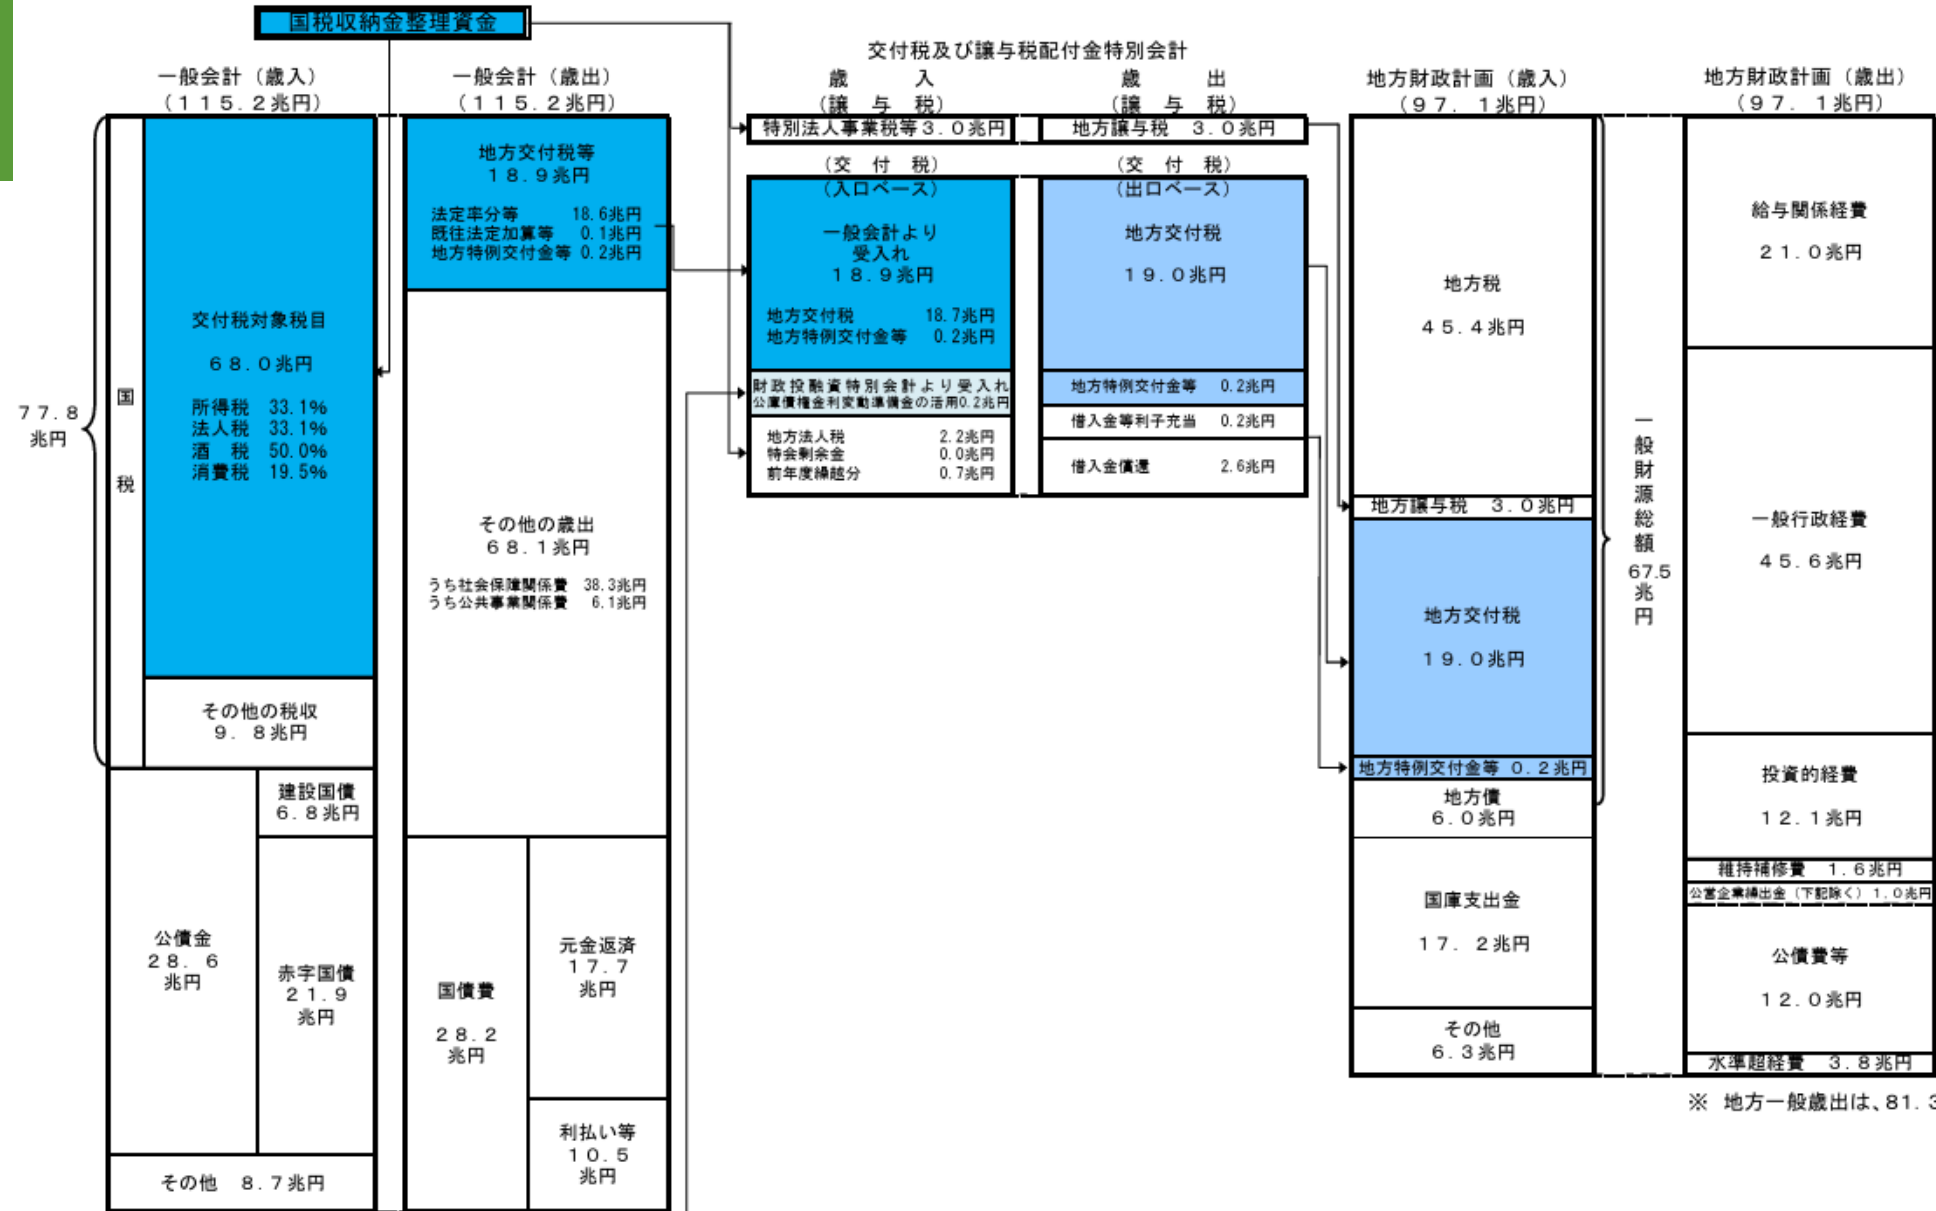 国税収納金整理資金
一般会計（歳入）
（１１５．２兆円）
７７．８
兆円
国
税
交付税対象税目
６８．０兆円
所得税 33.1%
法人税 33.1%
酒　税 50.0%
消費税 19.5%
その他の税収
９．８兆円
公債金
２８．６
兆円
建設国債
６．８兆円
赤字国債
２１．９
兆円
その他　８．７兆円
一般会計（歳出）
（１１５．２兆円）
地方交付税等
１８．９兆円
法定率分等 18.6兆円
既往法定加算等 0.1兆円
地方特例交付金等 0.2兆円
その他の歳出
６８．１兆円
うち社会保障関係費 38.3兆円
うち公共事業関係費 6.1兆円
国債費
２８．２
兆円
元金返済
１７．７
兆円
利払い等
１０．５
兆円
交付税及び譲与税配付金特別会計
歳　入
（譲　与　税）
特別法人事業税等３．０兆円
（交　付　税）
（入口ベース）
一般会計より
受入れ
１８．９兆円
地方交付税 18.7兆円
地方特例交付金等 0.2兆円
財政投融資特別会計より受入れ
公庫債権金利変動準備金の活用0.2兆円
地方法人税 2.2兆円
特会剰余金 0.0兆円
前年度繰越分 0.7兆円
歳　出
（譲　与　税）
地方譲与税　３．０兆円
（交　付　税）
（出口ベース）
地方交付税
１９．０兆円
地方特例交付金等 0.2兆円
借入金等利子充当 0.2兆円
借入金償還 2.6兆円
地方財政計画（歳入）
（９７．１兆円）
地方税
４５．４兆円
地方譲与税　３．０兆円
地方交付税
１９．０兆円
地方特例交付金等 ０．２兆円
地方債
６．０兆円
国庫支出金
１７．２兆円
その他
６．３兆円
一般財源総額
67.5
兆円
地方財政計画（歳出）
（９７．１兆円）
給与関係経費
２１．０兆円
一般行政経費
４５．６兆円
投資的経費
１２．１兆円
維持補修費　１．６兆円
公営企業繰出金（下記除く）１．０兆円
公債費等
１２．０兆円
水準超経費　３．８兆円
※　地方一般歳出は、81．3